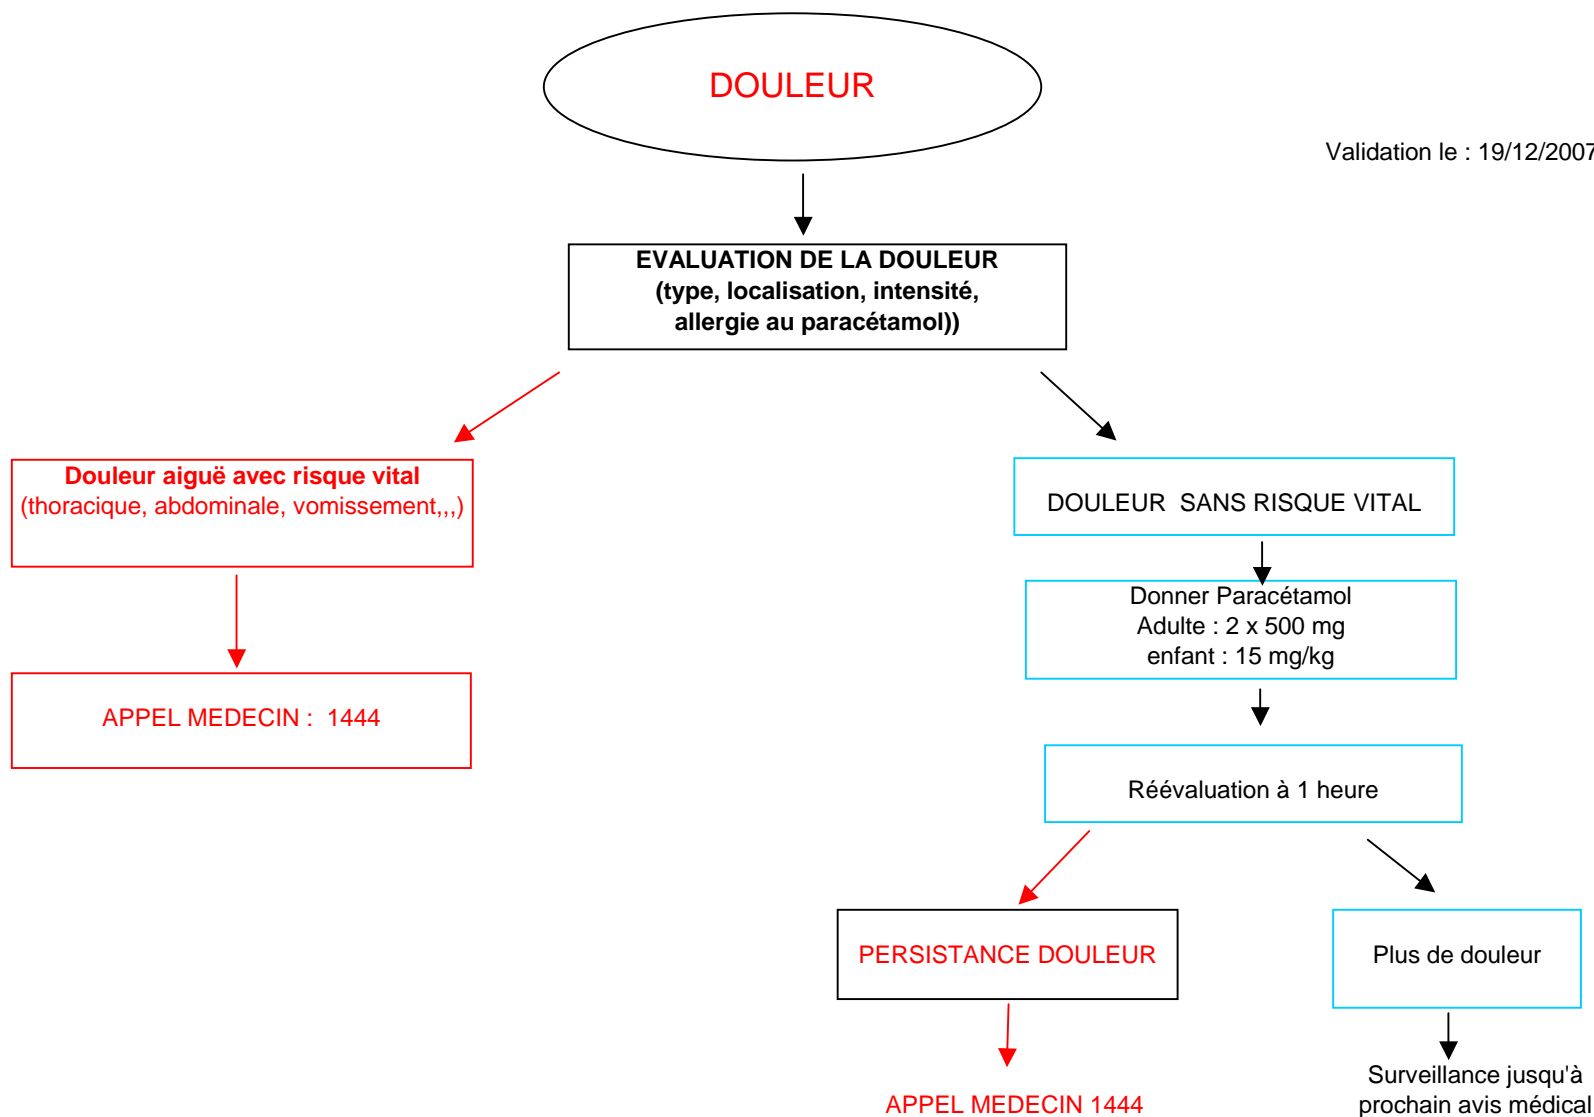 DOULEUR
Validation le : 19/12/2007
EVALUATION DE LA DOULEUR
(type, localisation, intensité,
allergie au paracétamol))
Douleur aiguë avec risque vital
(thoracique, abdominale, vomissement,,,)
DOULEUR  SANS RISQUE VITAL
Donner Paracétamol
Adulte : 2 x 500 mg
enfant : 15 mg/kg
APPEL MEDECIN :  1444
Réévaluation à 1 heure
PERSISTANCE DOULEUR
Plus de douleur
APPEL MEDECIN 1444
Surveillance jusqu'à
prochain avis médical